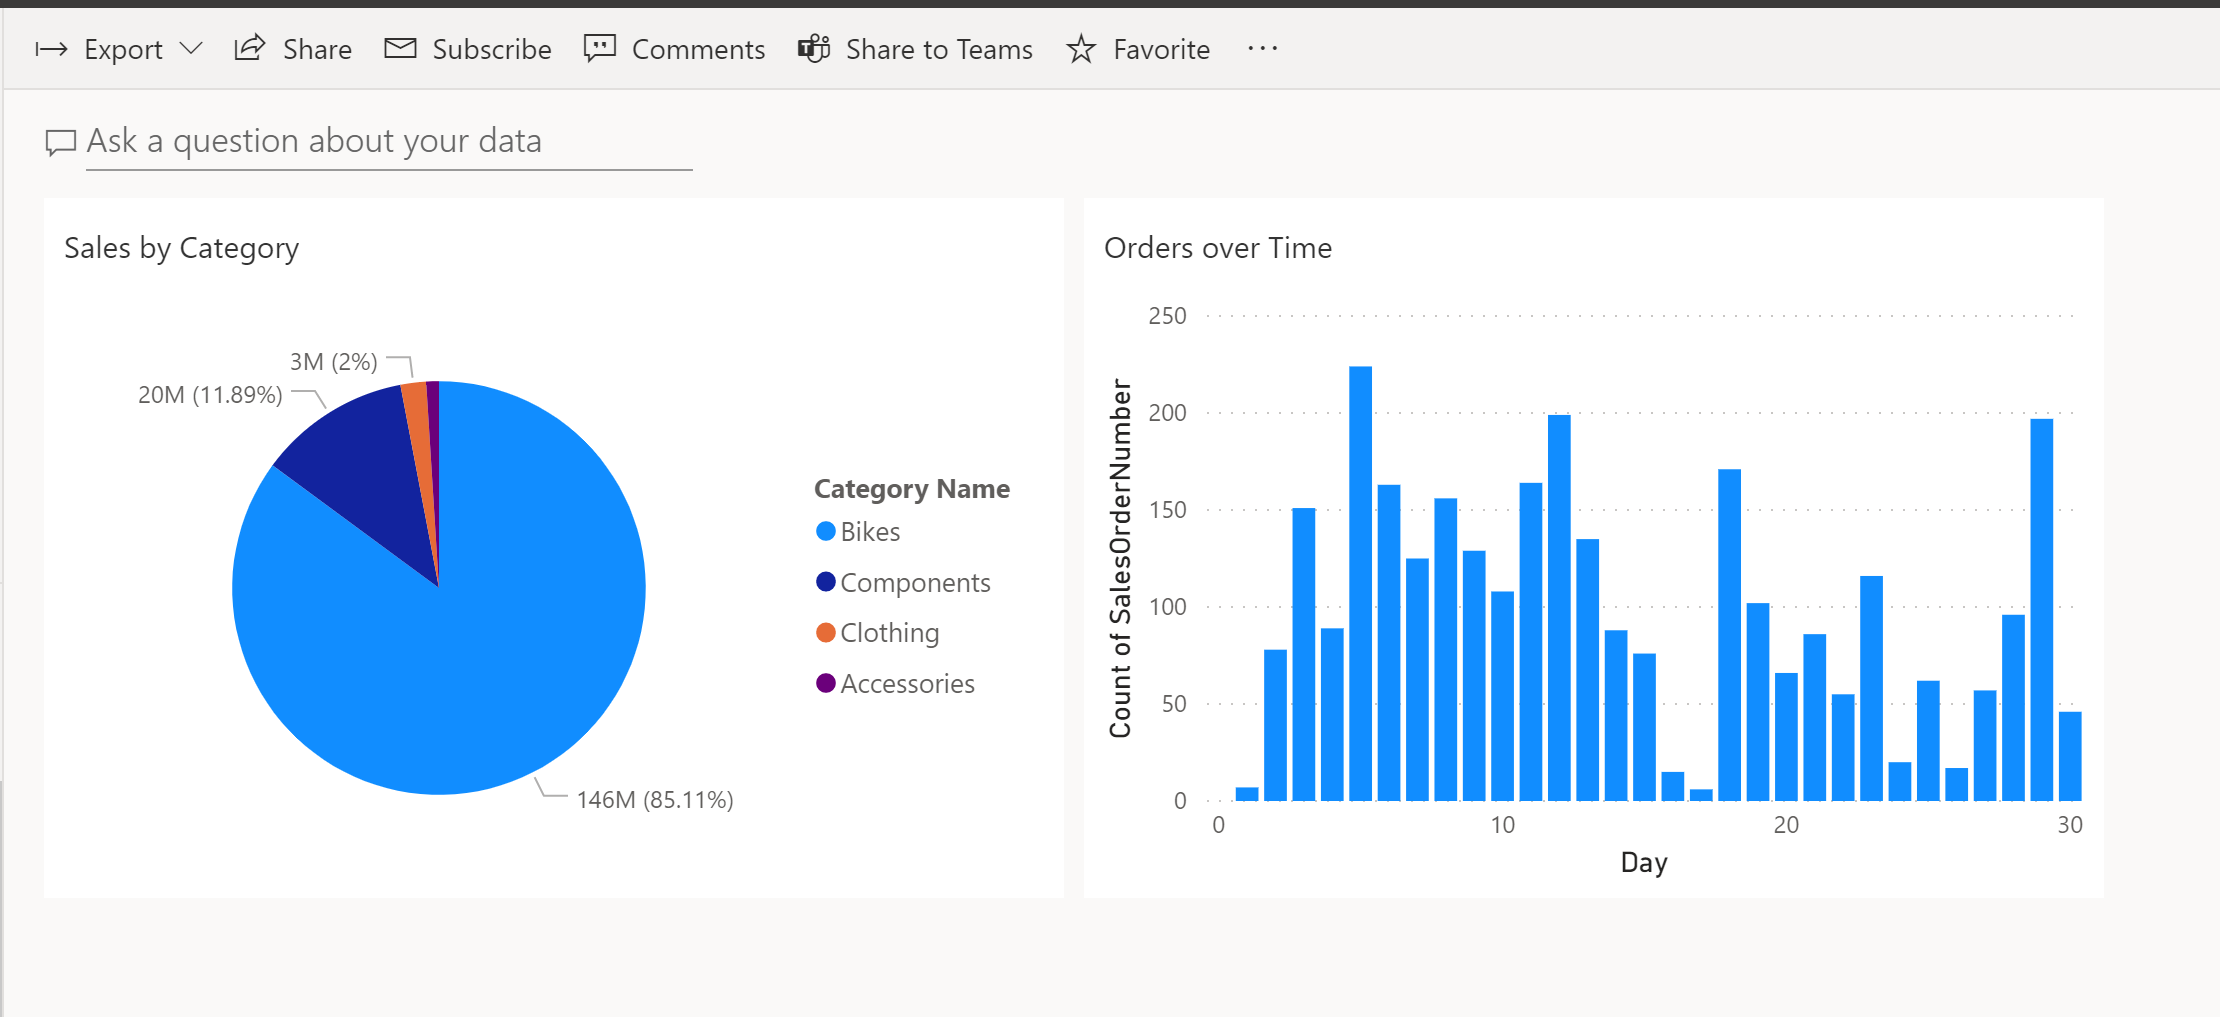 Export Share Subscribe Comments Share to Teams Favorite ...
Ask a question about your data
Sales by Category
3M (2%)
20M (11.89%)
146M (85.11%)
Category Name
Bikes
Components
Clothing
Accessories
Orders over Time
Count of SalesOrderNumber
250
200
150
100
50
0
0 10 20 30
Day